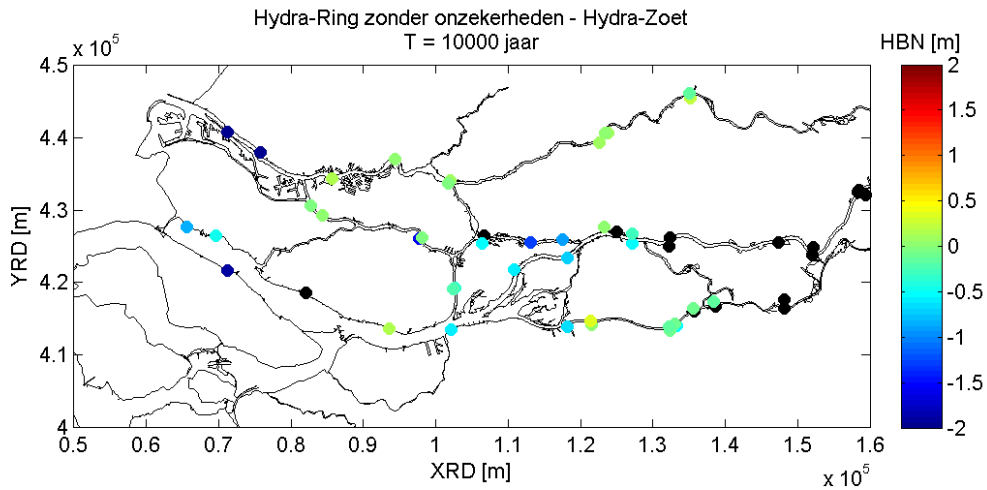 Hydra-Ring zonder onzekerheden - Hydra-Zoet
T = 10000 jaar
x 10^5
HBN [m]
4.5
4.4
4.3
4.2
4.1
4
YRD [m]
0.5 0.6 0.7 0.8 0.9 1 1.1 1.2 1.3 1.4 1.5 1.6
XRD [m]
x 10^5
2
1.5
1
0.5
0
-0.5
-1
-1.5
-2